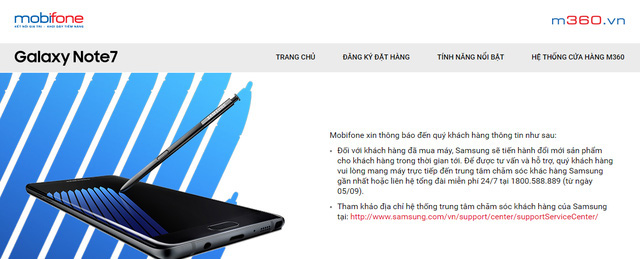 mobifone
KẾT NỐI GIÁ TRỊ - KHƠI DẬY TIỀM NĂNG
m360.vn
Galaxy Note7
TRANG CHỦ
ĐĂNG KÝ ĐẶT HÀNG
TÍNH NĂNG NỔI BẬT
HỆ THỐNG CỬA HÀNG M360
Mobifone xin thông báo đến quý khách hàng thông tin như sau:
• Đối với khách hàng đã mua máy, Samsung sẽ tiến hành đổi mới sản phẩm
cho khách hàng trong thời gian tới. Để được tư vấn và hỗ trợ, quý khách hàng
vui lòng mang máy trực tiếp đến trung tâm chăm sóc khác hàng Samsung
gần nhất hoặc liên hệ tổng đài miễn phí 24/7 tại 1800.588.889 (từ ngày
05/09).
• Tham khảo địa chỉ hệ thống trung tâm chăm sóc khách hàng của Samsung
tại: http://www.samsung.com/vn/support/center/supportServiceCenter/